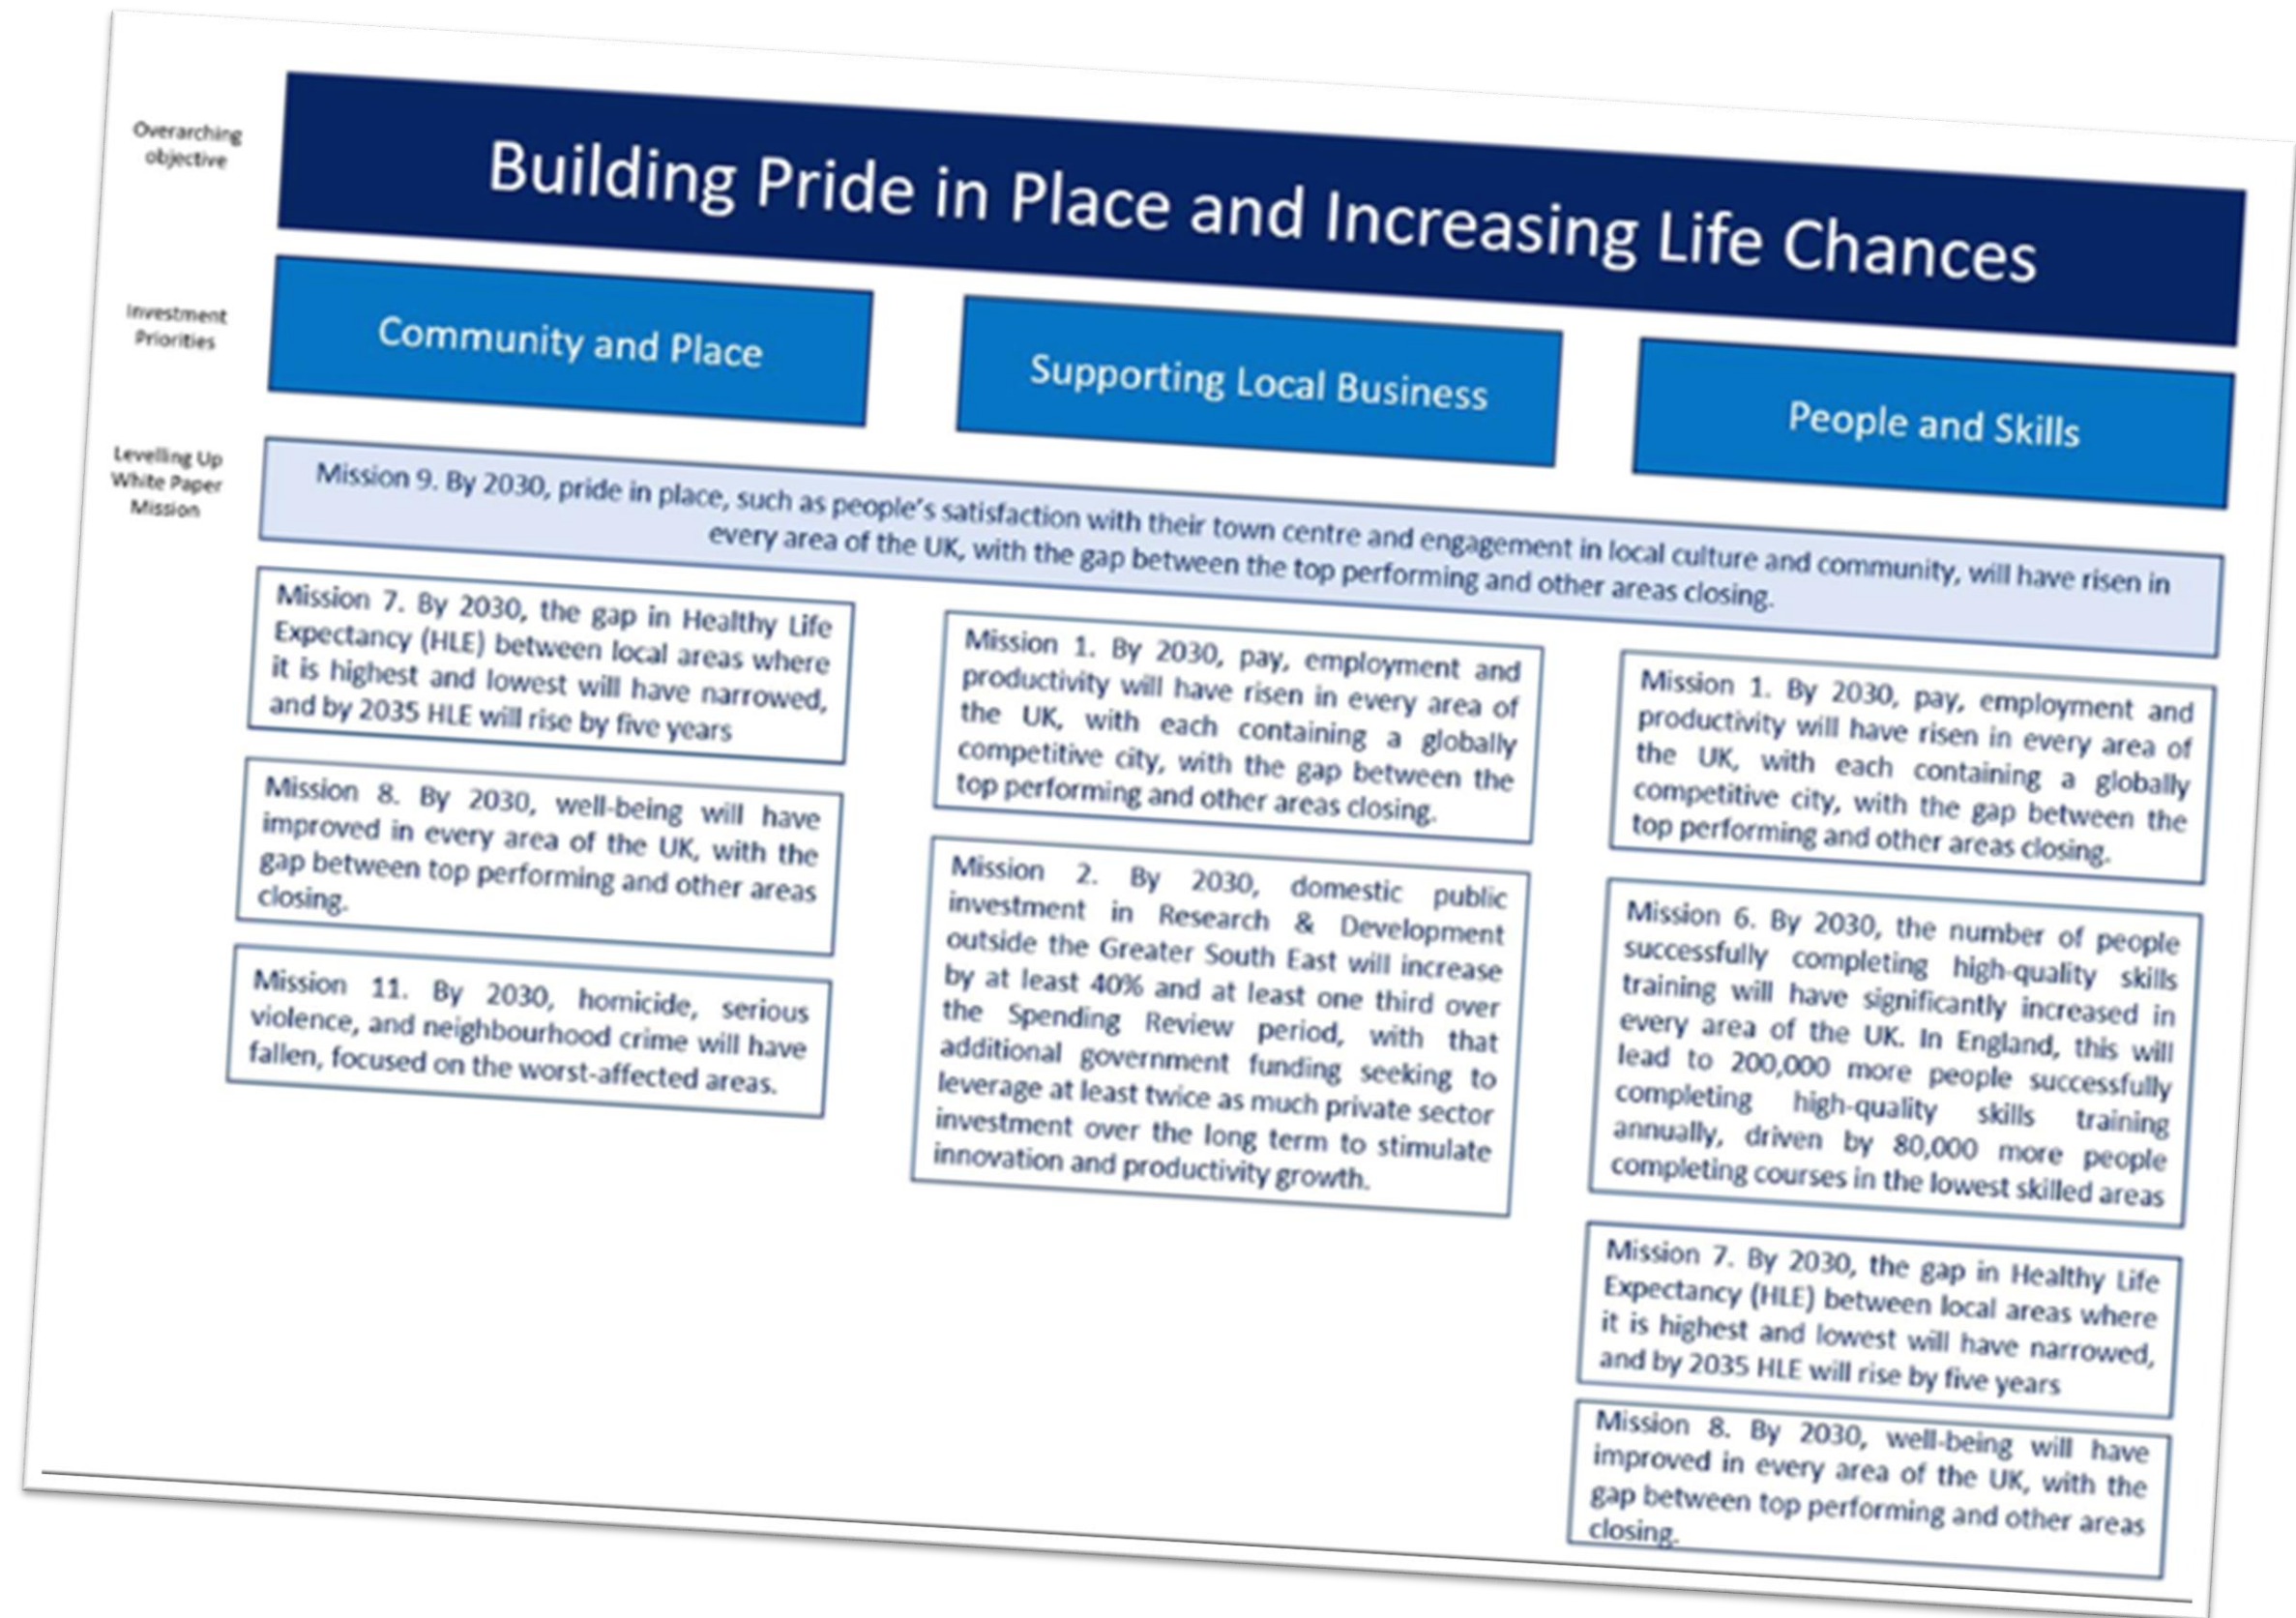 Overarching
objective
Building Pride in Place and Increasing Life Chances
Investment
Priorities
Community and Place
Supporting Local Business
People and Skills
Levelling Up
White Paper
Mission
Mission 9. By 2030, pride in place, such as people's satisfaction with their town centre and engagement in local culture and community, will have risen in
every area of the UK, with the gap between the top performing and other areas closing.
Mission 7. By 2030, the gap in Healthy Life
Expectancy (HLE) between local areas where
it is highest and lowest will have narrowed,
and by 2035 HLE will rise by five years
Mission 8. By 2030, well-being will have
improved in every area of the UK, with the
gap between top performing and other areas
closing.
Mission 11. By 2030, homicide, serious
violence, and neighbourhood crime will have
fallen, focused on the worst-affected areas.
Mission 1. By 2030, pay, employment and
productivity will have risen in every area of
the UK, with each containing a globally
competitive city, with the gap between the
top performing and other areas closing.
Mission 2. By 2030, domestic public
investment in Research & Development
outside the Greater South East will increase
by at least 40% and at least one third over
the Spending Review period, with that
additional government funding seeking to
leverage at least twice as much private sector
investment over the long term to stimulate
innovation and productivity growth.
Mission 1. By 2030, pay, employment and
productivity will have risen in every area of
the UK, with each containing a globally
competitive city, with the gap between the
top performing and other areas closing.
Mission 6. By 2030, the number of people
successfully completing high-quality skills
training will have significantly increased in
every area of the UK. In England, this will
lead to 200,000 more people successfully
completing high-quality skills training
annually, driven by 80,000 more people
completing courses in the lowest skilled areas
Mission 7. By 2030, the gap in Healthy Life
Expectancy (HLE) between local areas where
it is highest and lowest will have narrowed,
and by 2035 HLE will rise by five years
Mission 8. By 2030, well-being will have
improved in every area of the UK, with the
gap between top performing and other areas
closing.